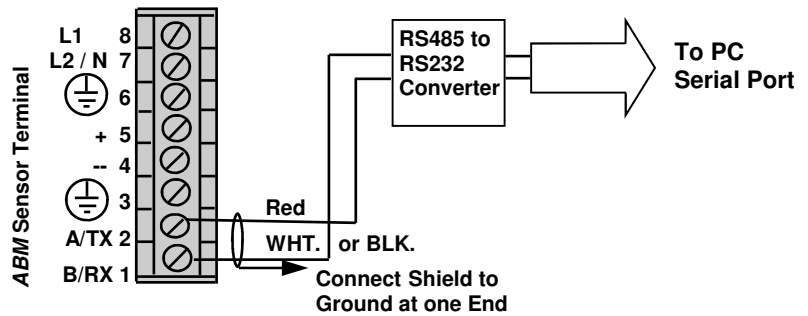 ABM Sensor Terminal
L1 8
L2 / N 7
6
+ 5
-- 4
3
A/TX 2
B/RX 1
RS485 to
RS232
Converter
To PC
Serial Port
Red
WHT. or BLK.
Connect Shield to
Ground at one End